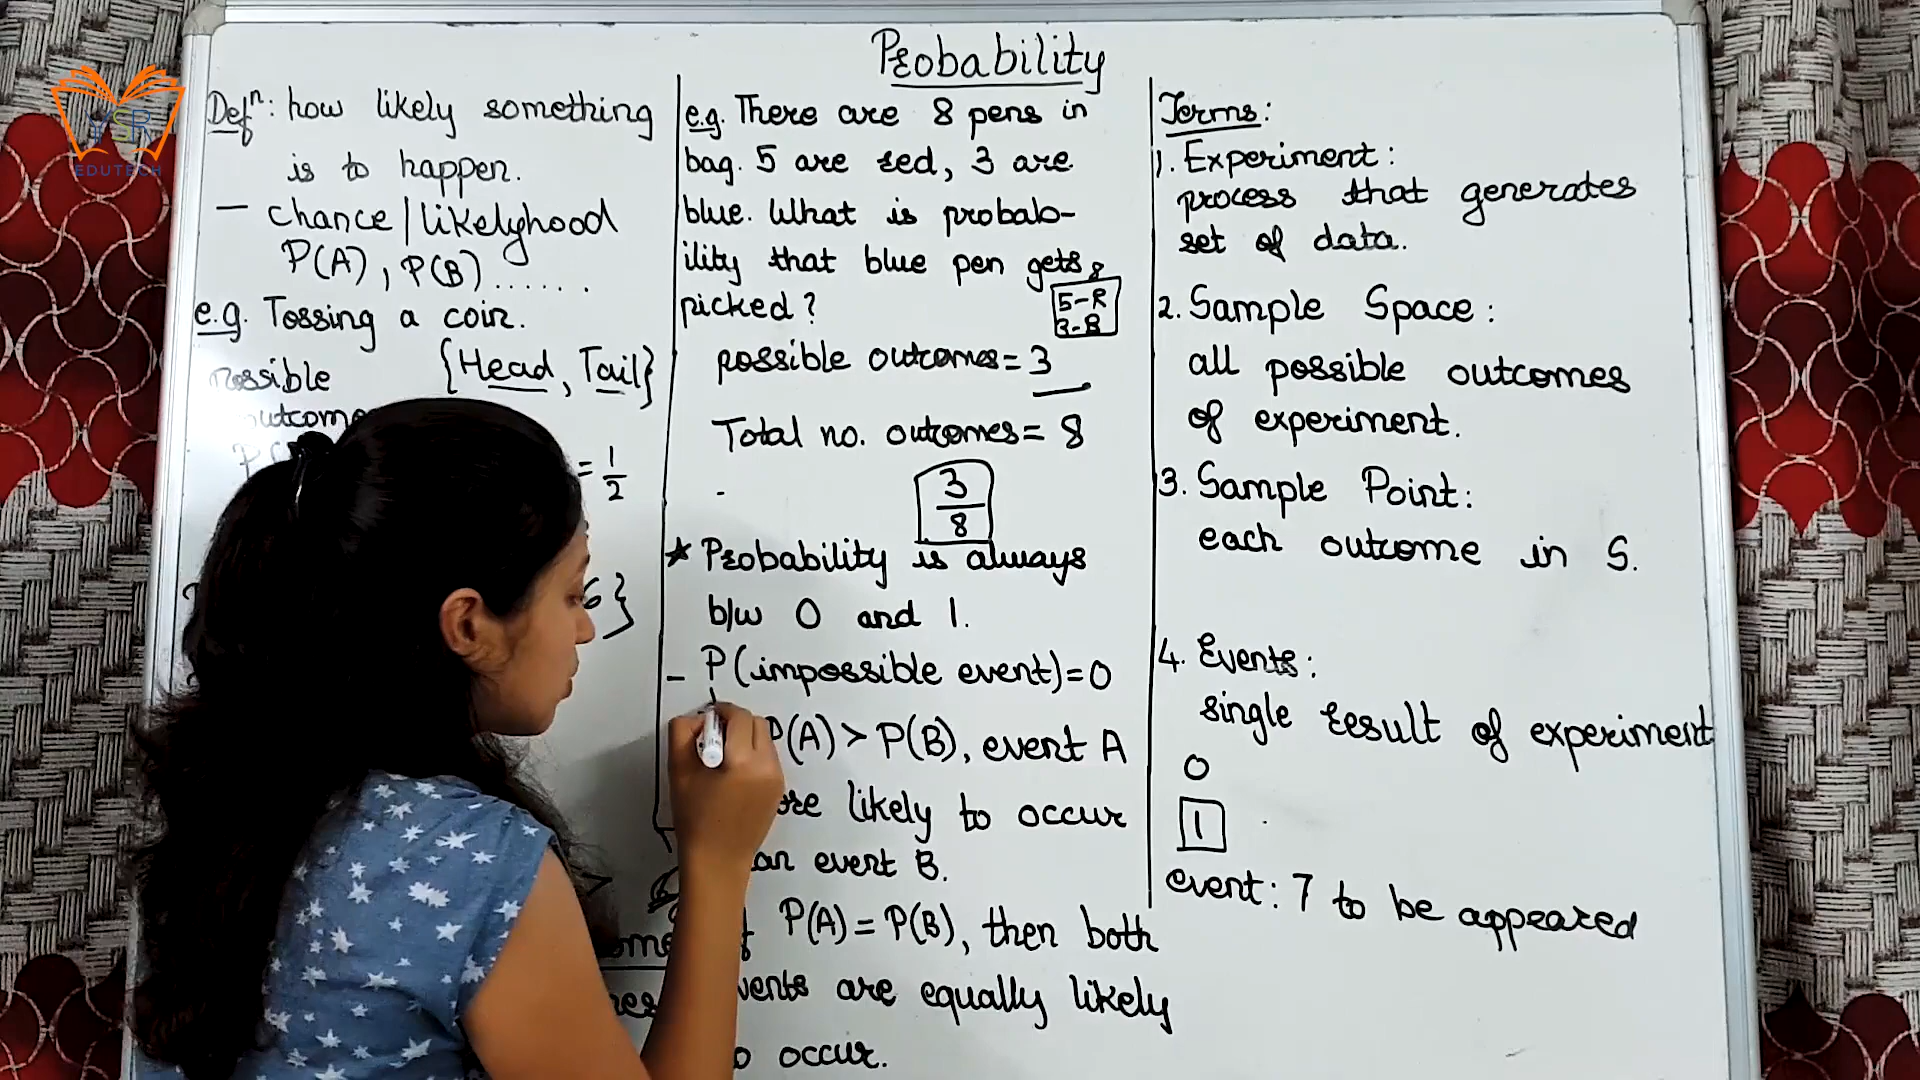 YSR
EDUTECH
Probability
Defⁿ: how likely something
is to happen.
– chance/likelyhood
P(A), P(B)......
e.g. Tossing a coin.
{Head, Tail}
= 1/2
6}
>
e.g. There are 8 pens in
bag. 5 are red, 3 are
blue. What is probab-
ility that blue pen gets
picked?
8
5-R
3-B
possible outcomes = 3
Total no. outcomes = 8
3/8
* Probability is always
b/w 0 and 1.
– P(impossible event)=0
P(A) > P(B), event A
likely to occur
event B.
P(A) = P(B), then both
are equally likely
occur.
Terms:
1. Experiment:
process that generates
set of data.
2. Sample Space:
all possible outcomes
of experiment.
3. Sample Point:
each outcome in S.
4. Events:
single result of experiment
0
1
event: 7 to be appeared